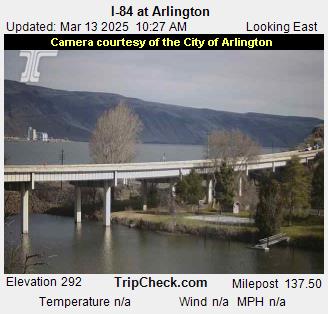 I-84 at Arlington
Updated: Mar 13 2025 10:27 AM Looking East
Camera courtesy of the City of Arlington
Elevation 292 TripCheck.com Milepost 137.50
Temperature n/a Wind n/a MPH n/a